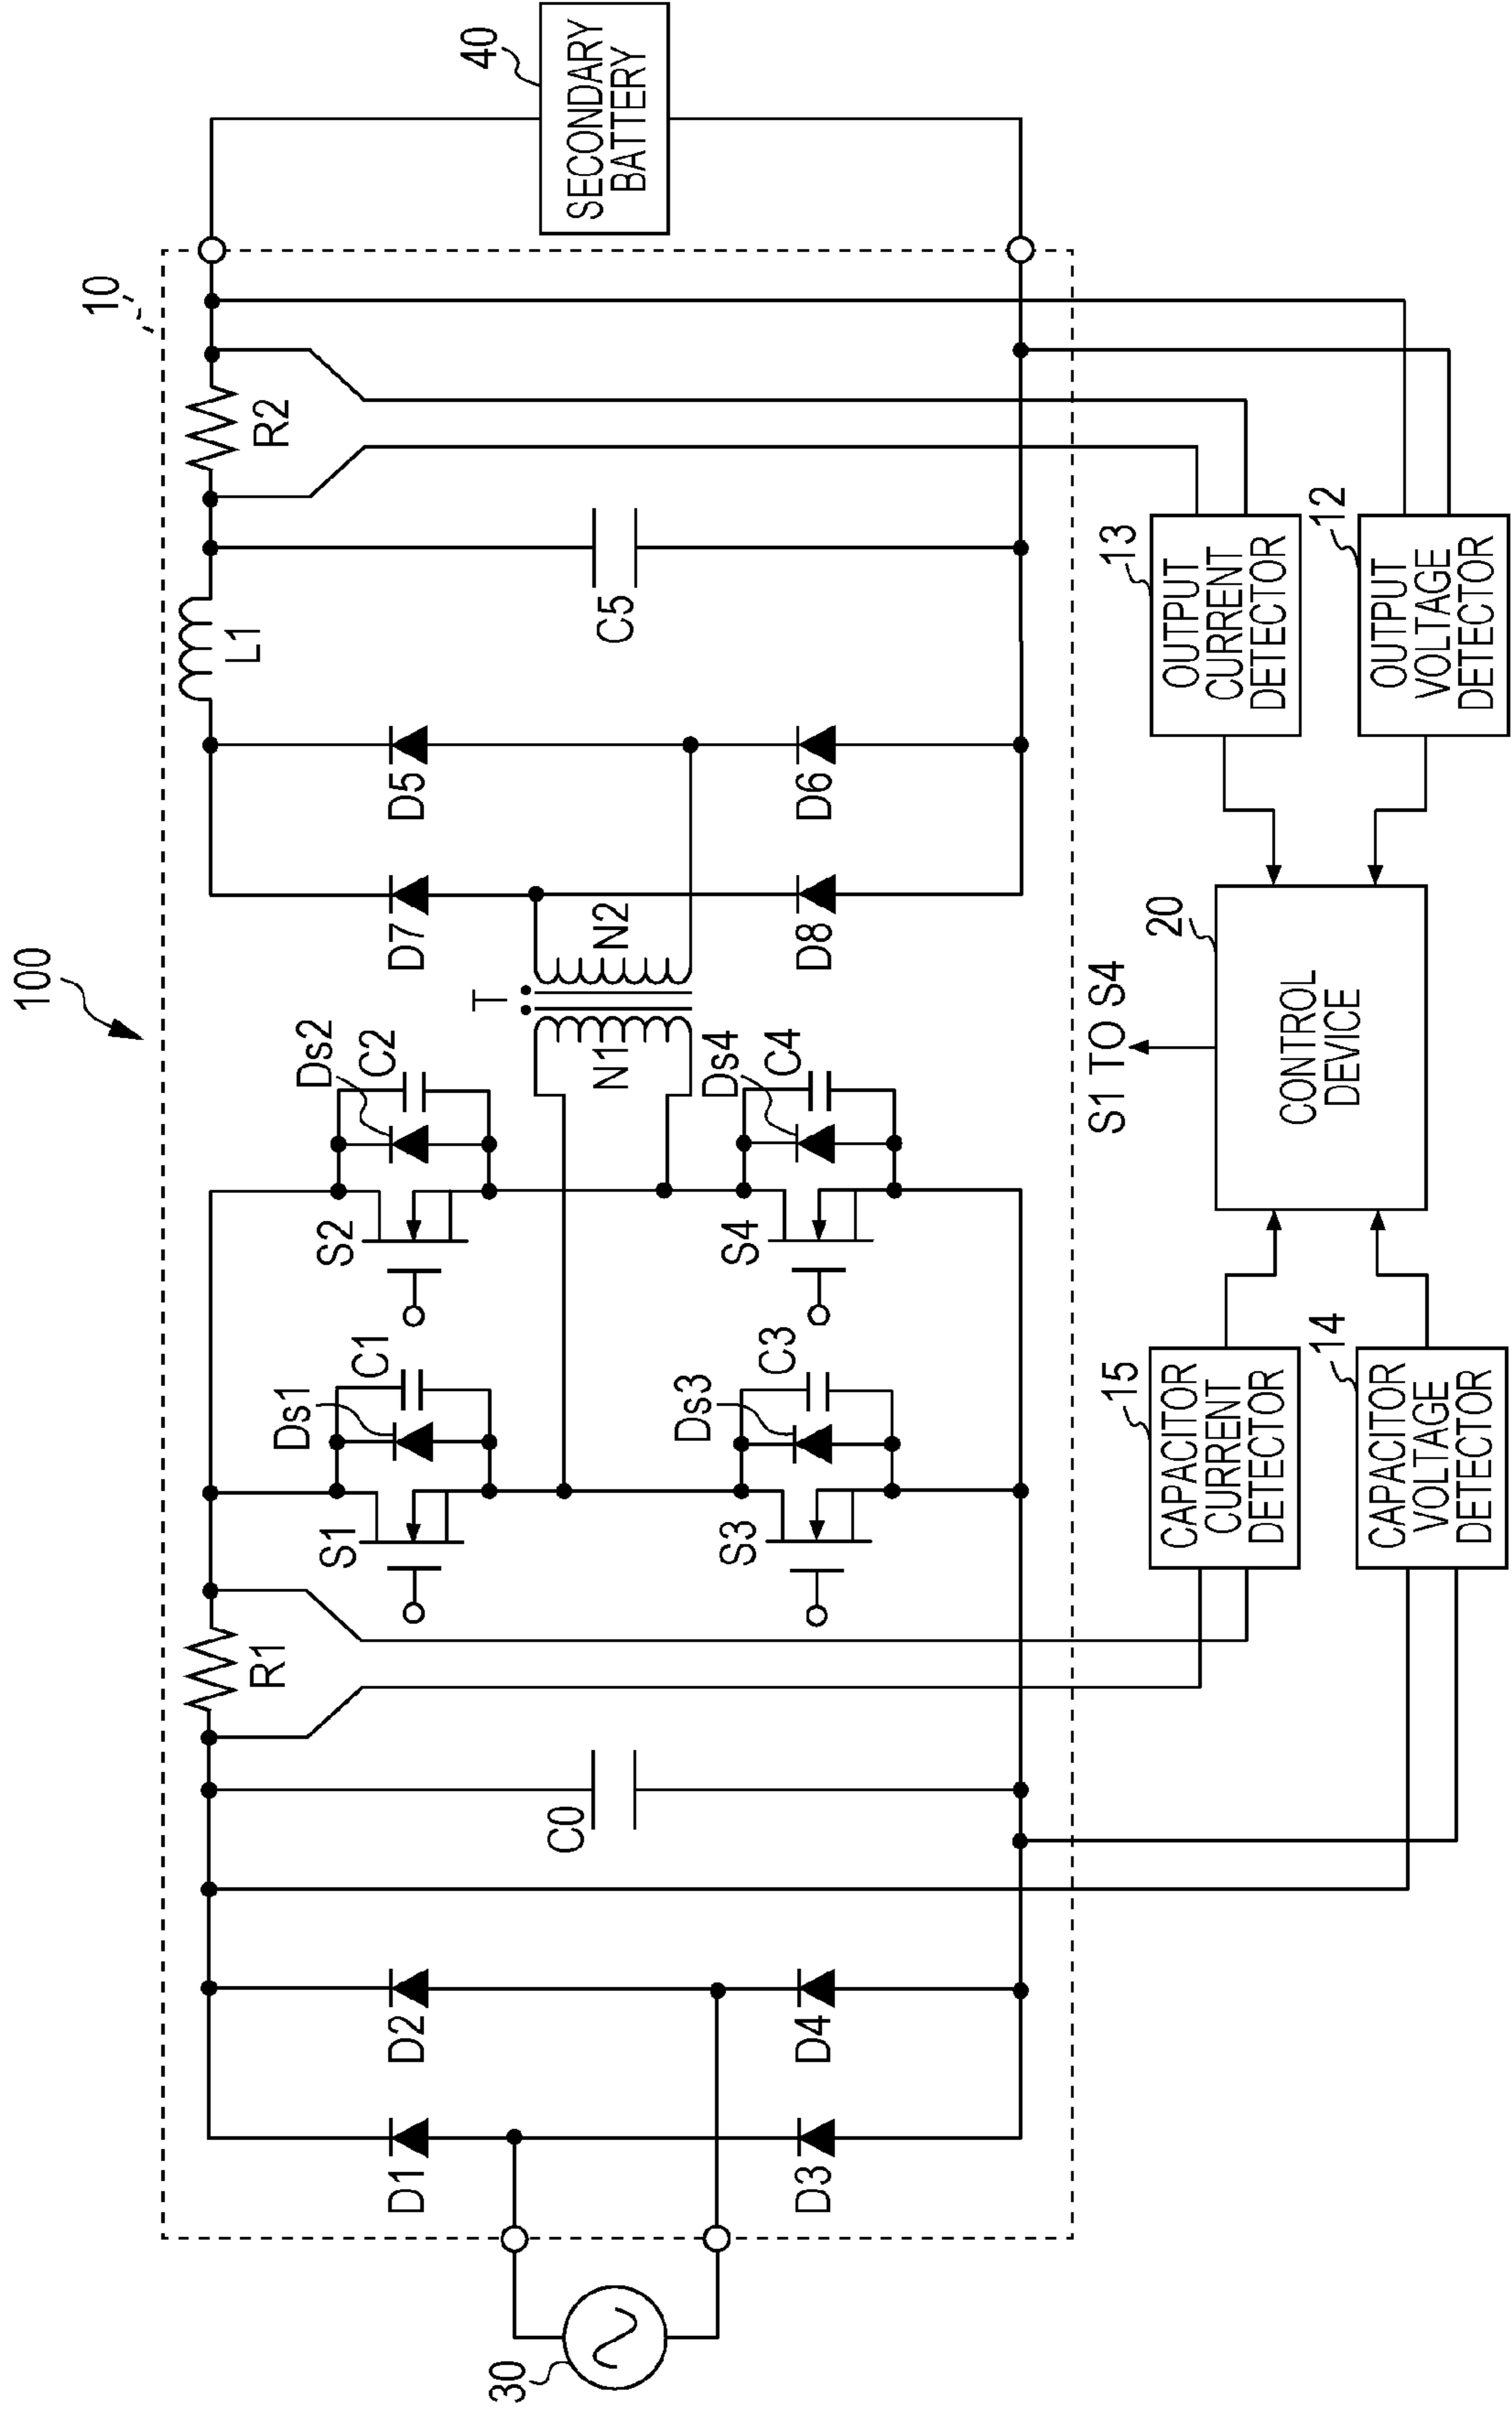 100
10
R1
R2
L1
D1
D2
D3
D4
C0
S1
Ds1
C1
S2
Ds2
C2
S3
Ds3
C3
S4
Ds4
C4
T
N1
N2
D7
D5
D8
D6
C5
30
40
SECONDARY
BATTERY
15
CAPACITOR
CURRENT
DETECTOR
14
CAPACITOR
VOLTAGE
DETECTOR
S1 TO S4
20
CONTROL
DEVICE
13
OUTPUT
CURRENT
DETECTOR
12
OUTPUT
VOLTAGE
DETECTOR